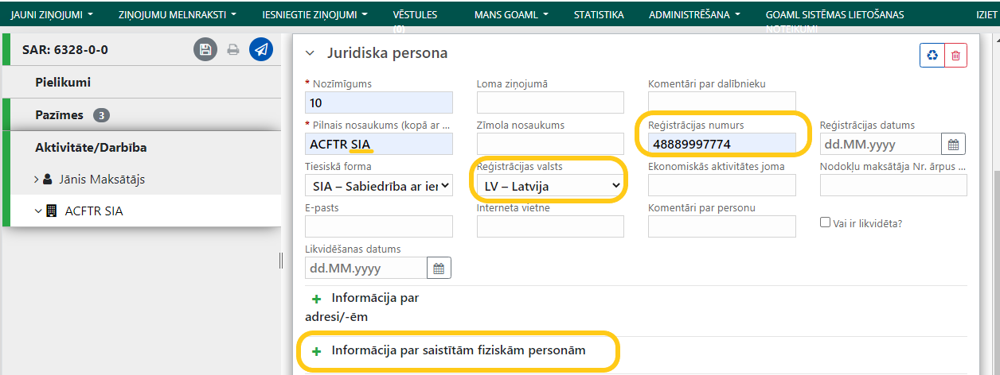 JAUNI ZIŅOJUMI ZIŅOJUMU MELNRAKSTI IESNIEGTIE ZIŅOJUMI VĒSTULES (0) MANS GOAML STATISTIKA ADMINISTRĒŠANA GOAML SISTĒMAS LIETOŠANAS NOTEIKUMI IZIET
SAR: 6328-0-0
Pielikumi
Pazīmes 3
Aktivitāte/Darbība
Jānis Maksātājs
ACFTR SIA
Juridiska persona
* Nozīmīgums Loma ziņojumā Komentāri par dalībnieku
10
* Pilnais nosaukums (kopā ar ... Zīmola nosaukums Reģistrācijas numurs Reģistrācijas datums
ACFTR SIA 48889997774 dd.MM.yyyy
Tiesiskā forma Reģistrācijas valsts Ekonomiskās aktivitātes joma Nodokļu maksātāja Nr. ārpus ...
SIA – Sabiedrība ar ier LV – Latvija
E-pasts Interneta vietne Komentāri par personu
Vai ir likvidēta?
Likvidēšanas datums
dd.MM.yyyy
+ Informācija par
adresi/-ēm
+ Informācija par saistītām fiziskām personām